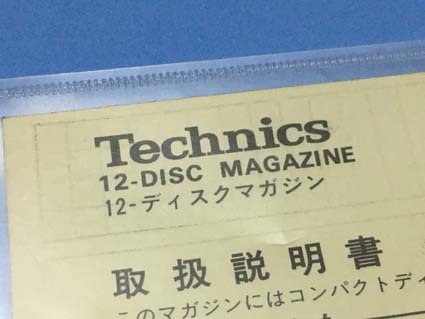 Technics
12-DISC MAGAZINE
12-ディスクマガジン
取扱説明書
このマガジンにはコンパクトディ